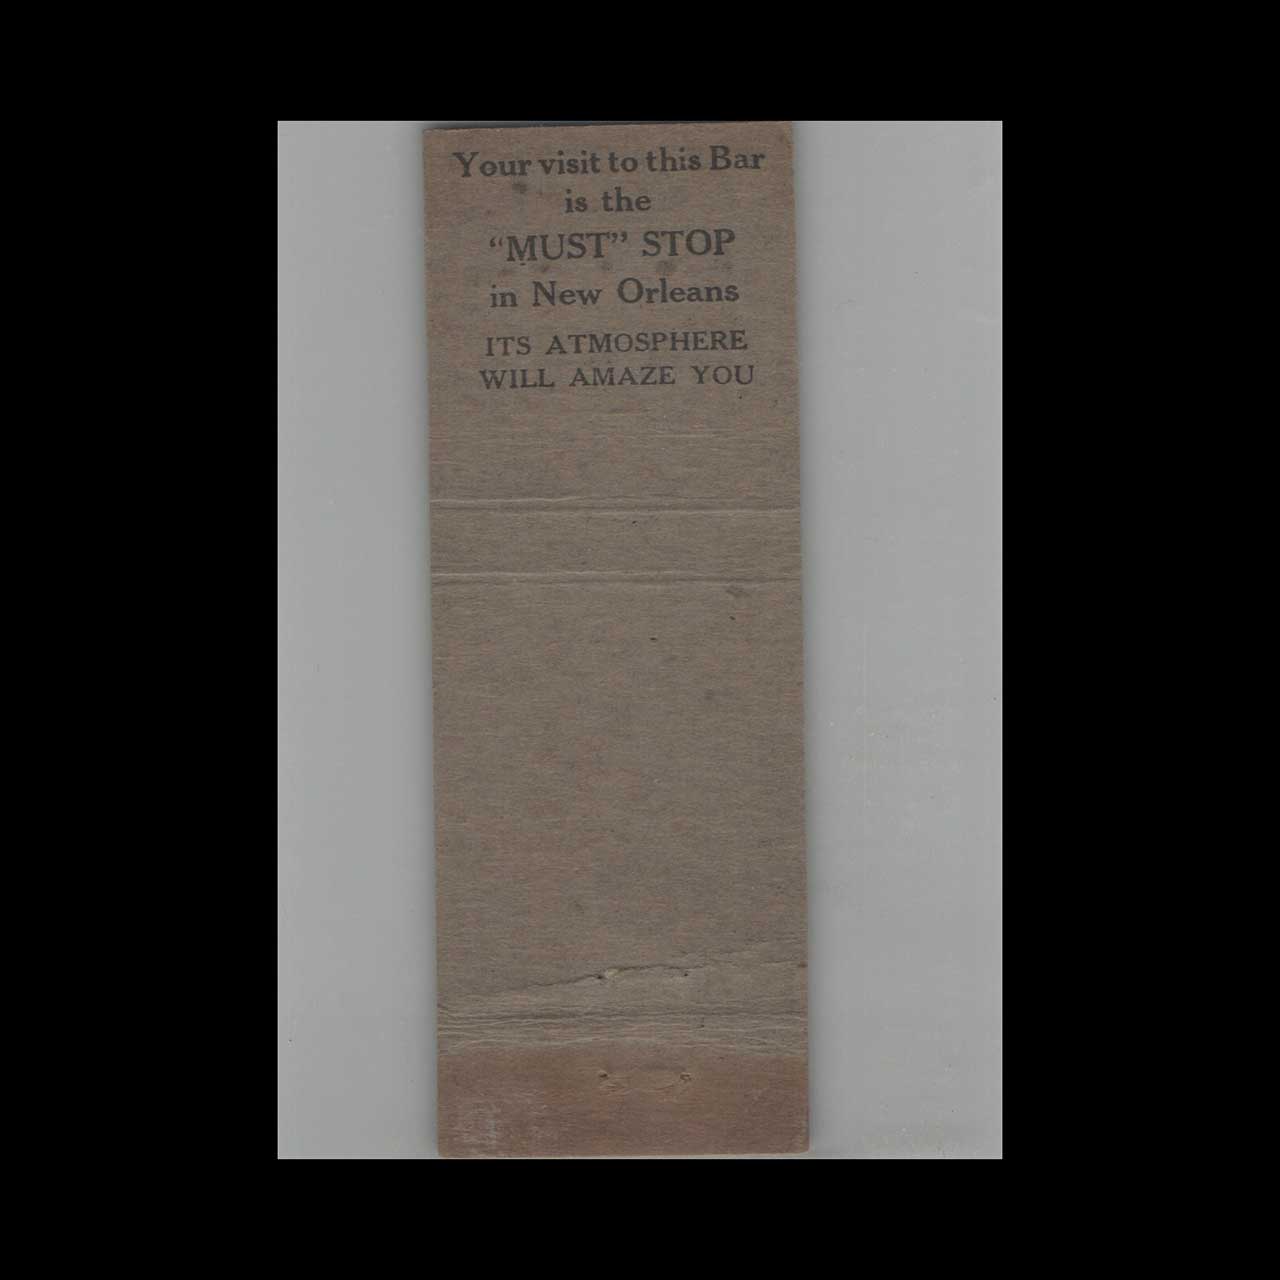 Your visit to this Bar
is the
“MUST” STOP
in New Orleans
ITS ATMOSPHERE
WILL AMAZE YOU